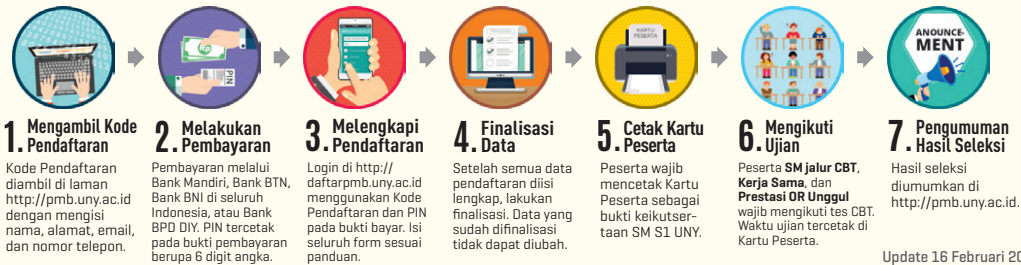 Rp
PIN
KARTU
PESERTA
ANOUNCE-
MENT
1. Mengambil Kode
Pendaftaran
Kode Pendaftaran
diambil di laman
http://pmb.uny.ac.id
dengan mengisi
nama, alamat, email,
dan nomor telepon.
2. Melakukan
Pembayaran
Pembayaran melalui
Bank Mandiri, Bank BTN,
Bank BNI di seluruh
Indonesia, atau Bank
BPD DIY. PIN tercetak
pada bukti pembayaran
berupa 6 digit angka.
3. Melengkapi
Pendaftaran
Login di http://
daftarpmb.uny.ac.id
menggunakan Kode
Pendaftaran dan PIN
pada bukti bayar. Isi
seluruh form sesuai
panduan.
4. Finalisasi
Data
Setelah semua data
pendaftaran diisi
lengkap, lakukan
finalisasi. Data yang
sudah difinalisasi
tidak dapat diubah.
5. Cetak Kartu
Peserta
Peserta wajib
mencetak Kartu
Peserta sebagai
bukti keikutser-
taan SM S1 UNY.
6. Mengikuti
Ujian
Peserta SM jalur CBT,
Kerja Sama, dan
Prestasi OR Unggul
wajib mengikuti tes CBT.
Waktu ujian tercetak di
Kartu Peserta.
7. Pengumuman
Hasil Seleksi
Hasil seleksi
diumumkan di
http://pmb.uny.ac.id.
Update 16 Februari 20